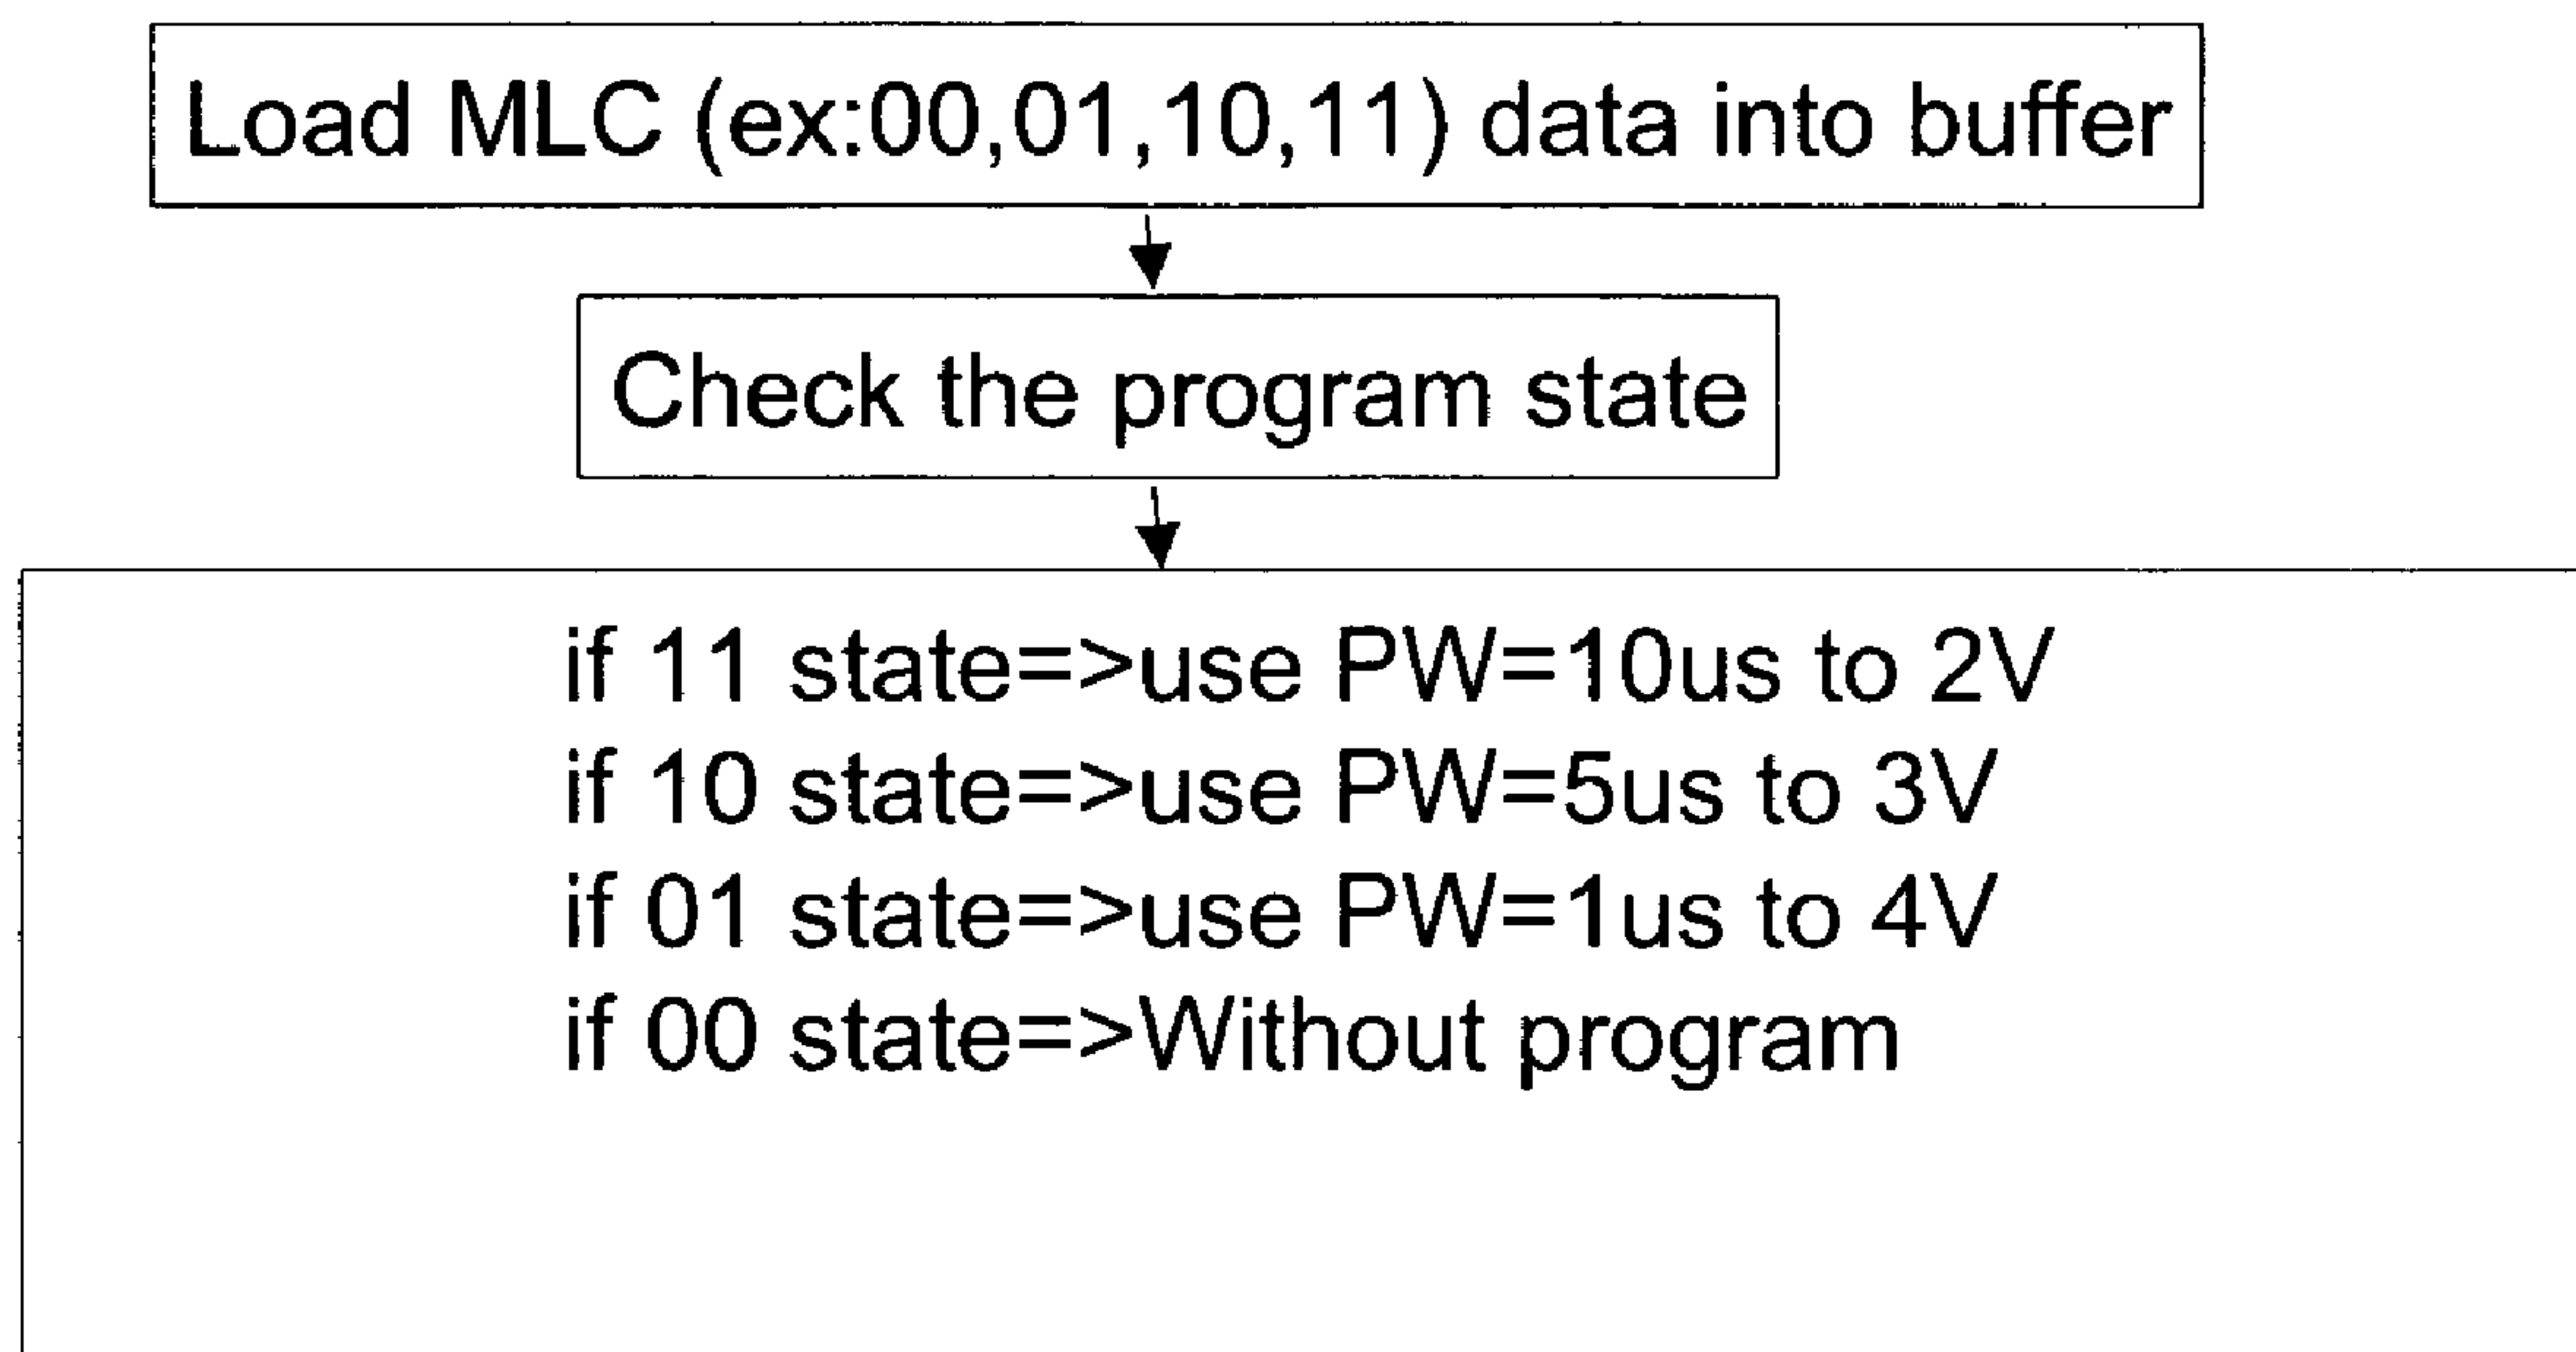 Load MLC (ex:00,01,10,11) data into buffer
Check the program state
if 11 state=>use PW=10us to 2V
if 10 state=>use PW=5us to 3V
if 01 state=>use PW=1us to 4V
if 00 state=>Without program